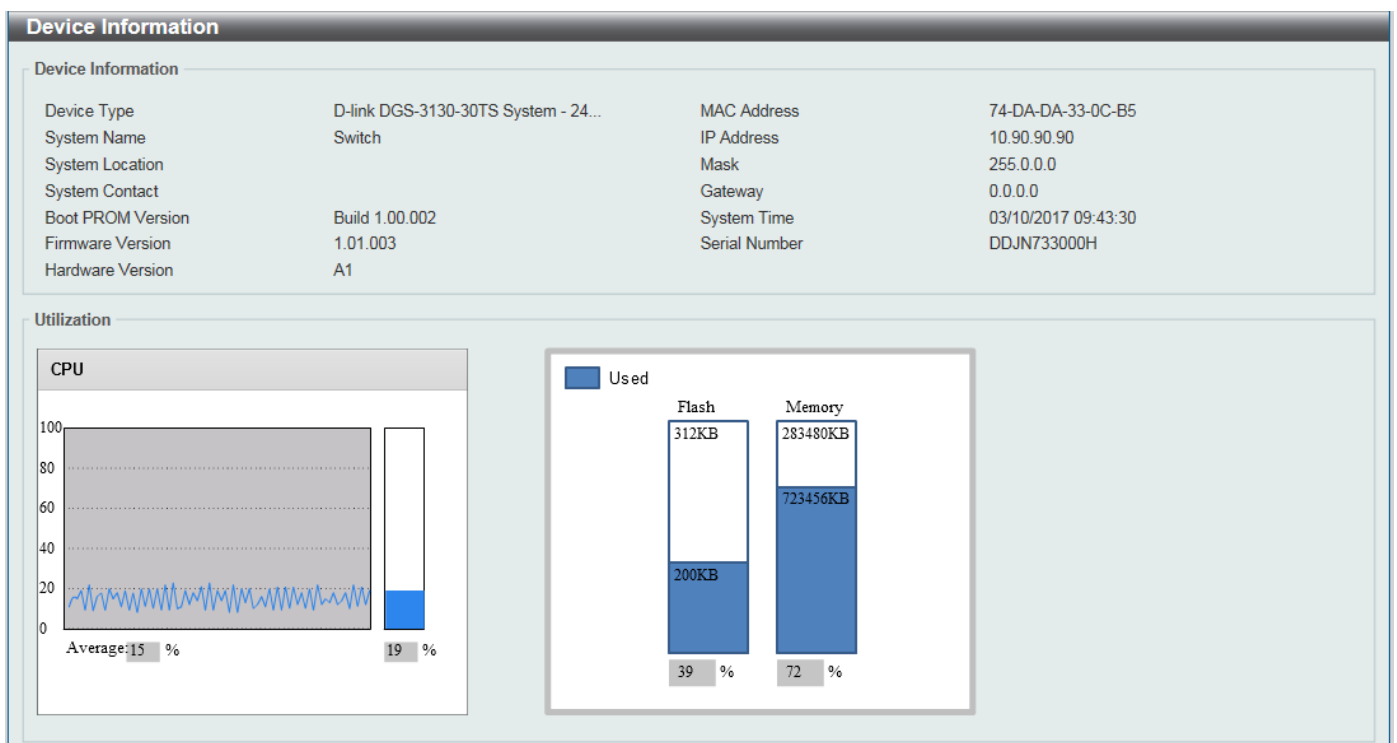 Device Information
Device Information
Device Type D-link DGS-3130-30TS System - 24... MAC Address 74-DA-DA-33-0C-B5
System Name Switch IP Address 10.90.90.90
System Location Mask 255.0.0.0
System Contact Gateway 0.0.0.0
Boot PROM Version Build 1.00.002 System Time 03/10/2017 09:43:30
Firmware Version 1.01.003 Serial Number DDJN733000H
Hardware Version A1
Utilization
CPU
100
80
60
40
20
0
Average: 15 % 19 %
Used
Flash Memory
312KB 283480KB
723456KB
200KB
39 % 72 %